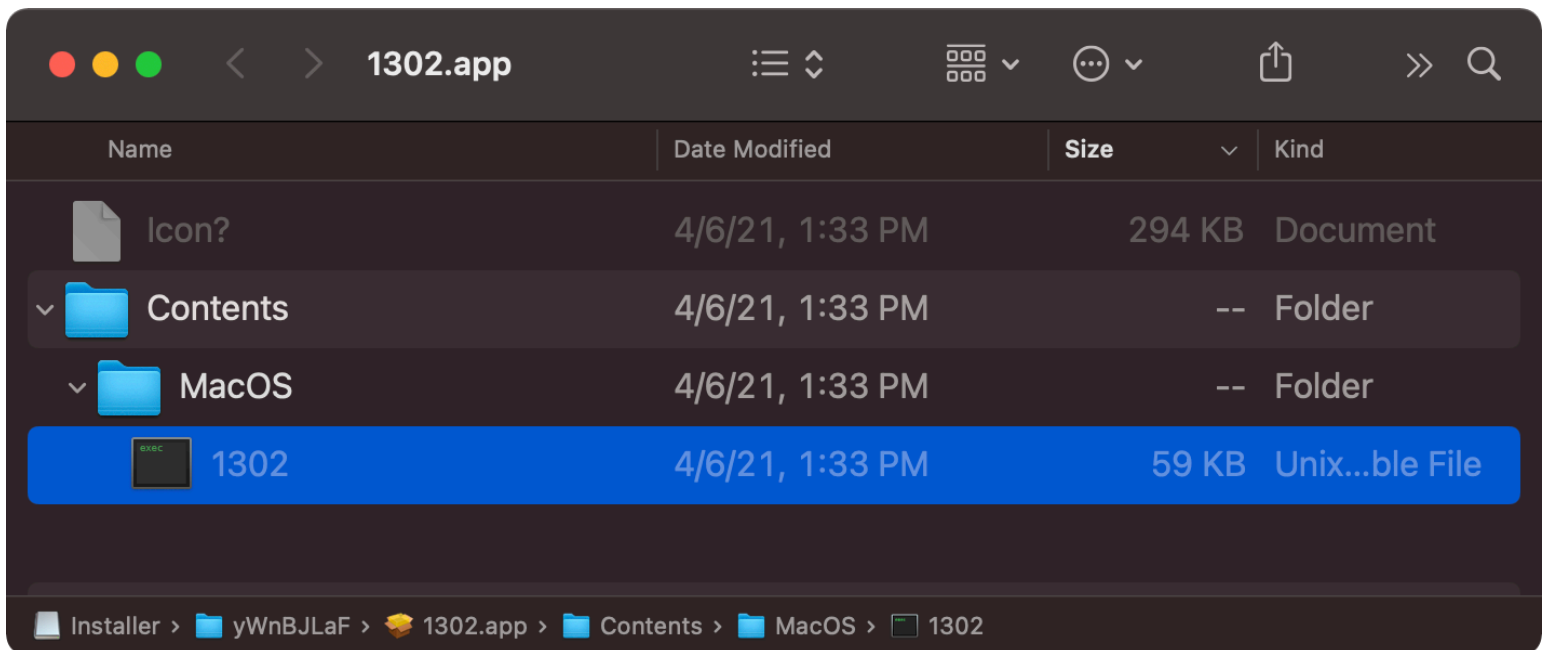 1302.app
Name Date Modified Size Kind
Icon? 4/6/21, 1:33 PM 294 KB Document
Contents 4/6/21, 1:33 PM -- Folder
MacOS 4/6/21, 1:33 PM -- Folder
exec
1302 4/6/21, 1:33 PM 59 KB Unix...ble File
Installer › yWnBJLaF › 1302.app › Contents › MacOS › 1302